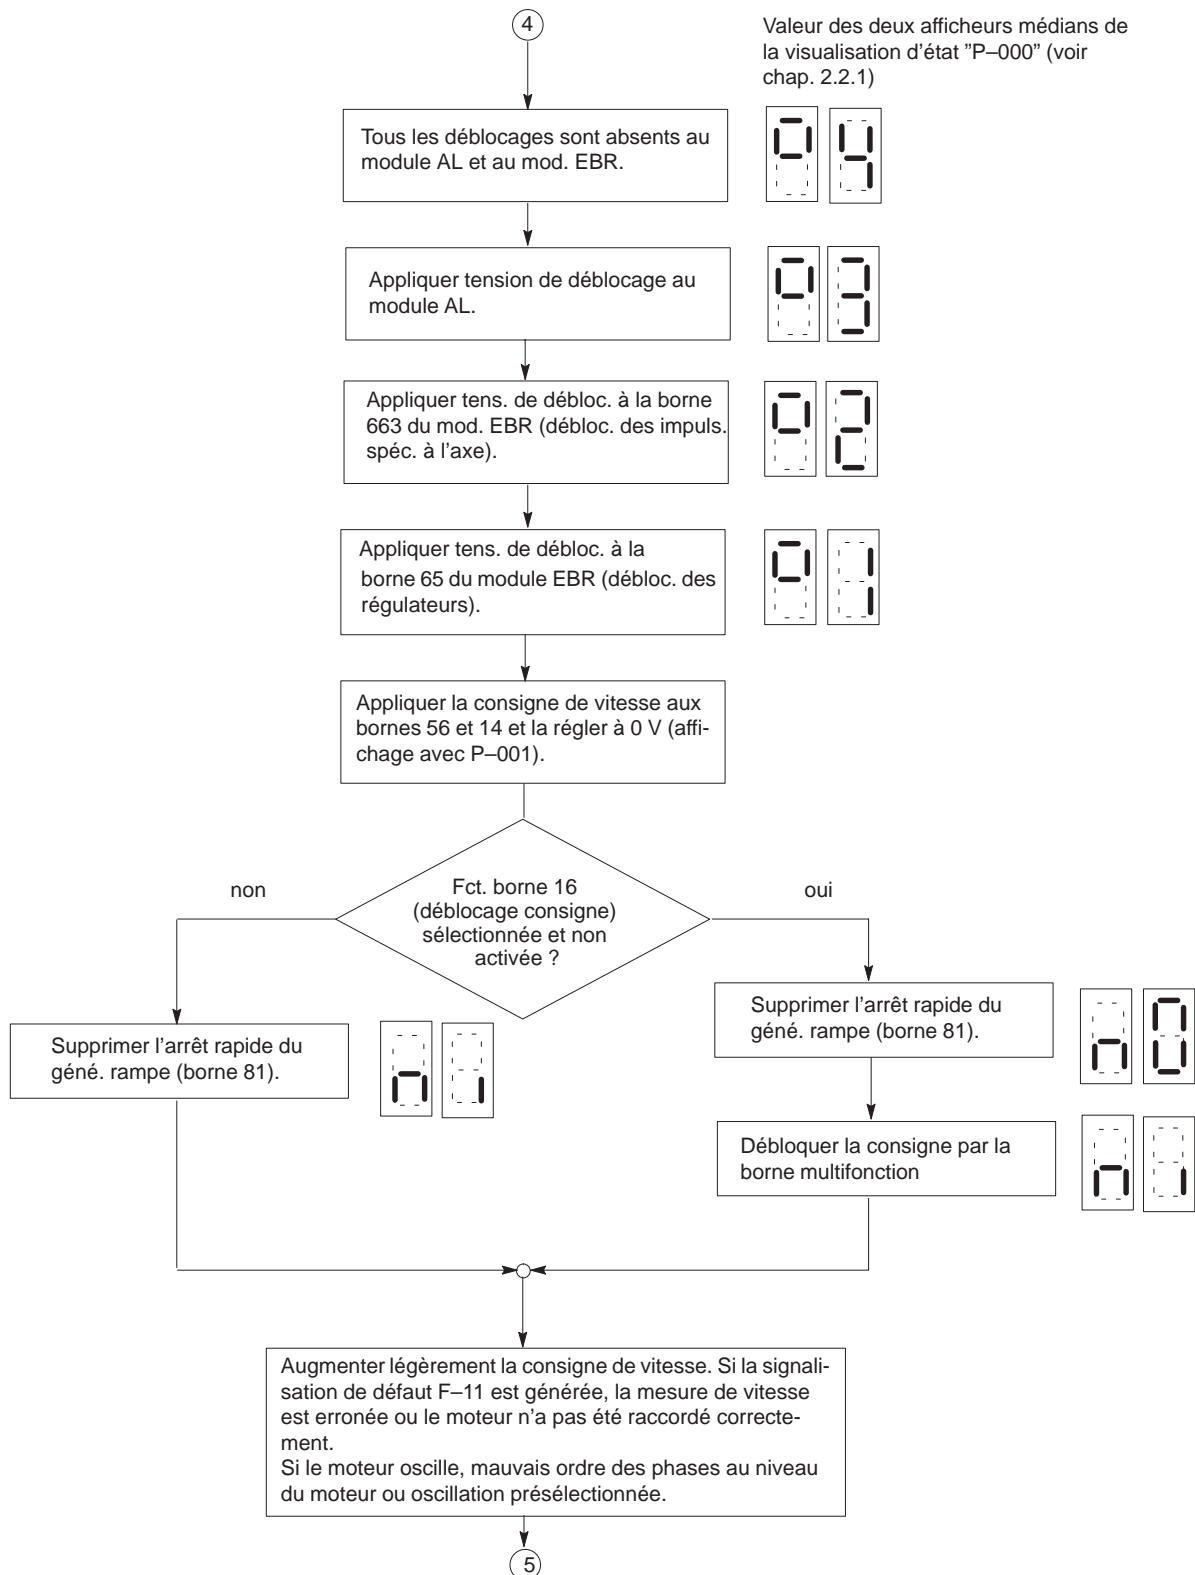 4
Valeur des deux afficheurs médians de
la visualisation d'état ”P–000” (voir
chap. 2.2.1)
Tous les déblocages sont absents au
module AL et au mod. EBR.
Appliquer tension de déblocage au
module AL.
Appliquer tens. de débloc. à la borne
663 du mod. EBR (débloc. des impuls.
spéc. à l'axe).
Appliquer tens. de débloc. à la
borne 65 du module EBR (débloc. des
régulateurs).
Appliquer la consigne de vitesse aux
bornes 56 et 14 et la régler à 0 V (affi-
chage avec P–001).
non
Fct. borne 16
(déblocage consigne)
sélectionnée et non
activée ?
oui
Supprimer l'arrêt rapide du
géné. rampe (borne 81).
Supprimer l'arrêt rapide du
géné. rampe (borne 81).
Débloquer la consigne par la
borne multifonction
Augmenter légèrement la consigne de vitesse. Si la signali-
sation de défaut F–11 est générée, la mesure de vitesse
est erronée ou le moteur n'a pas été raccordé correcte-
ment.
Si le moteur oscille, mauvais ordre des phases au niveau
du moteur ou oscillation présélectionnée.
5